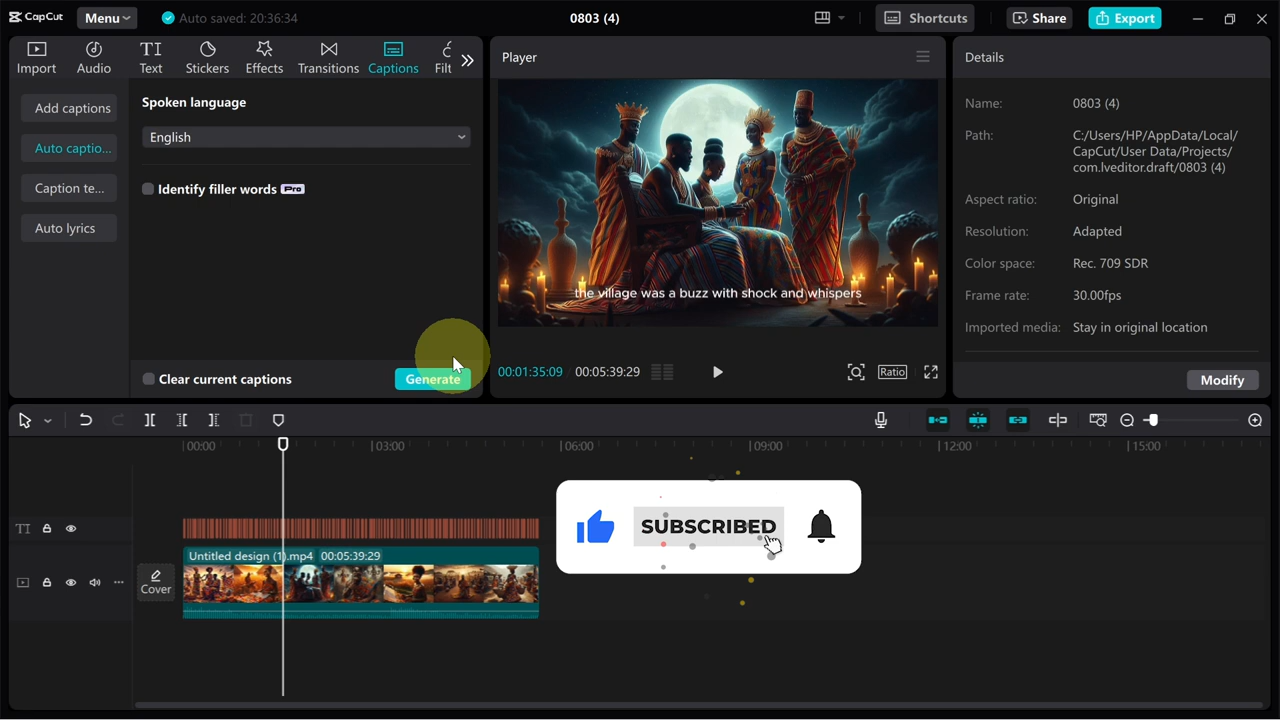 CapCut
Menu
Auto saved: 20:36:34
0803 (4)
Shortcuts
Share
Export
Import
Audio
TI
Text
Stickers
Effects
Transitions
Captions
Filt
Add captions
Auto captio...
Caption te...
Auto lyrics
Spoken language
English
Identify filler words Pro
Clear current captions
Generate
Player
the village was a buzz with shock and whispers
00:01:35:09
00:05:39:29
Ratio
Details
Name: 0803 (4)
Path: C:/Users/HP/AppData/Local/
CapCut/User Data/Projects/
com.lveditor.draft/0803 (4)
Aspect ratio: Original
Resolution: Adapted
Color space: Rec. 709 SDR
Frame rate: 30.00fps
Imported media: Stay in original location
Modify
00:00
03:00
06:00
09:00
12:00
15:00
TI
Cover
Untitled design (1).mp4 00:05:39:29
SUBSCRIBED